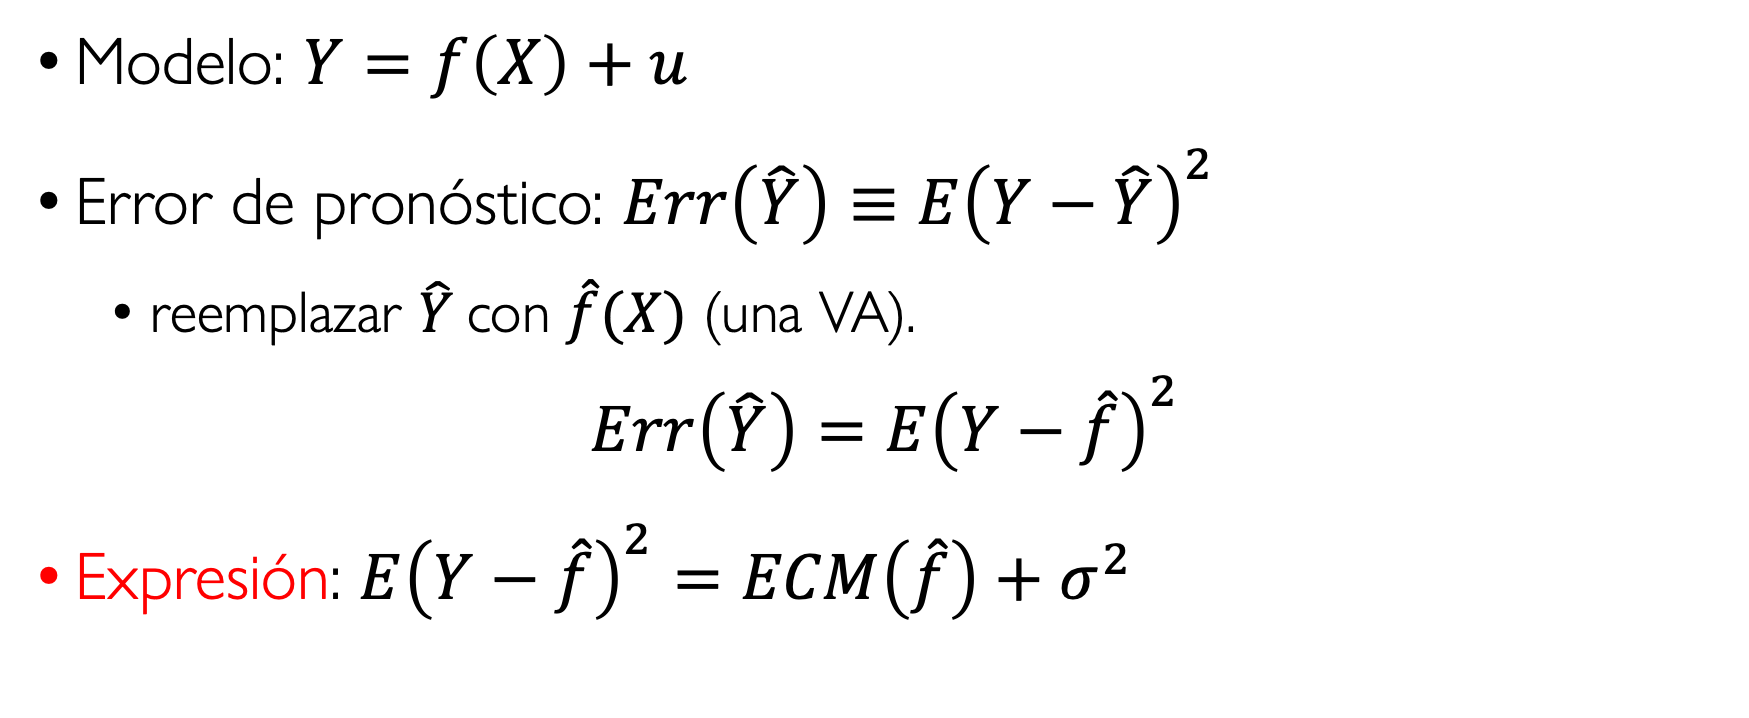 • Modelo: Y = f(X) + u
• Error de pronóstico: Err(Ŷ) ≡ E(Y − Ŷ)²
• reemplazar Ŷ con f̂(X) (una VA).
Err(Ŷ) = E(Y − f̂)²
• Expresión: E(Y − f̂)² = ECM(f̂) + σ²